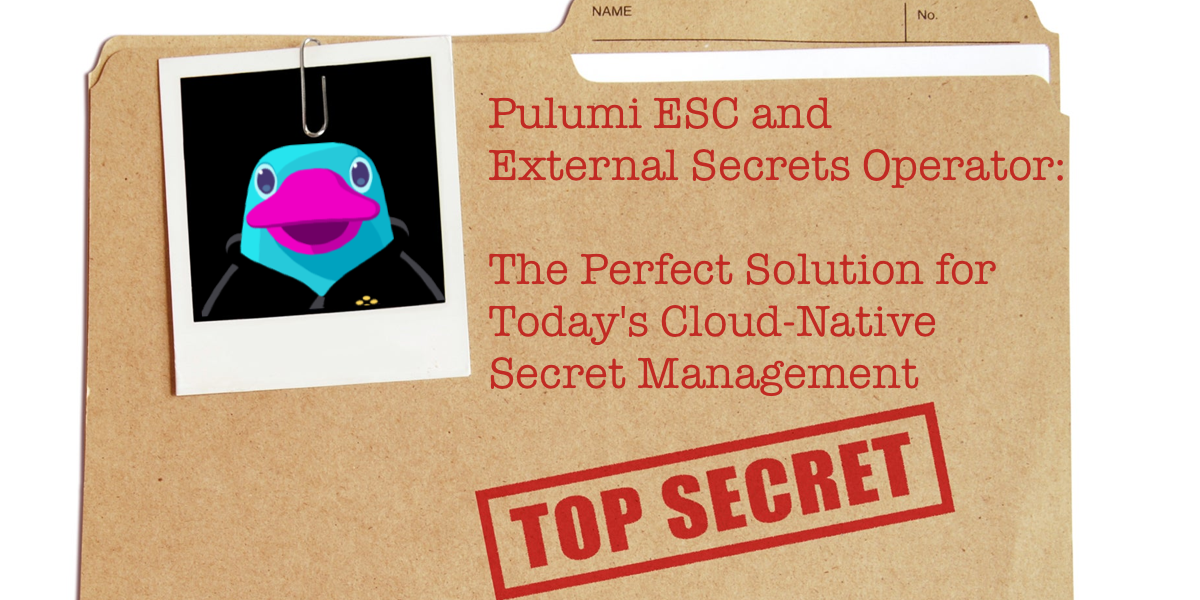 NAME
No.
Pulumi ESC and
External Secrets Operator:
The Perfect Solution for
Today's Cloud-Native
Secret Management
TOP SECRET